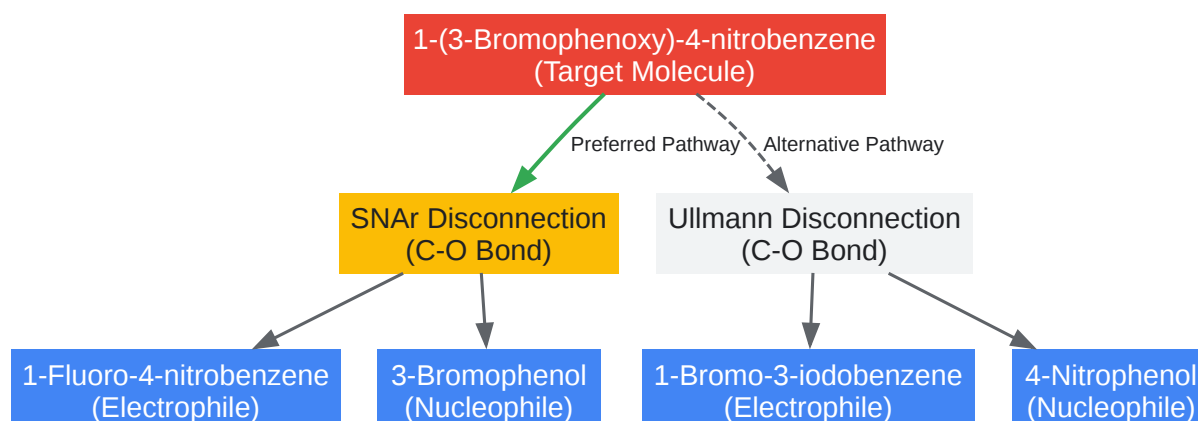 1-(3-Bromophenoxy)-4-nitrobenzene
(Target Molecule)
Preferred Pathway
Alternative Pathway
SNAr Disconnection
(C-O Bond)
Ullmann Disconnection
(C-O Bond)
1-Fluoro-4-nitrobenzene
(Electrophile)
3-Bromophenol
(Nucleophile)
1-Bromo-3-iodobenzene
(Electrophile)
4-Nitrophenol
(Nucleophile)